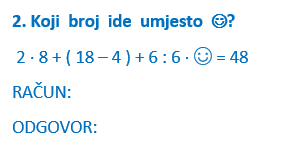 2. Koji broj ide umjesto ☺?
2 · 8 + ( 18 – 4 ) + 6 : 6 · ☺ = 48
RAČUN:
ODGOVOR: